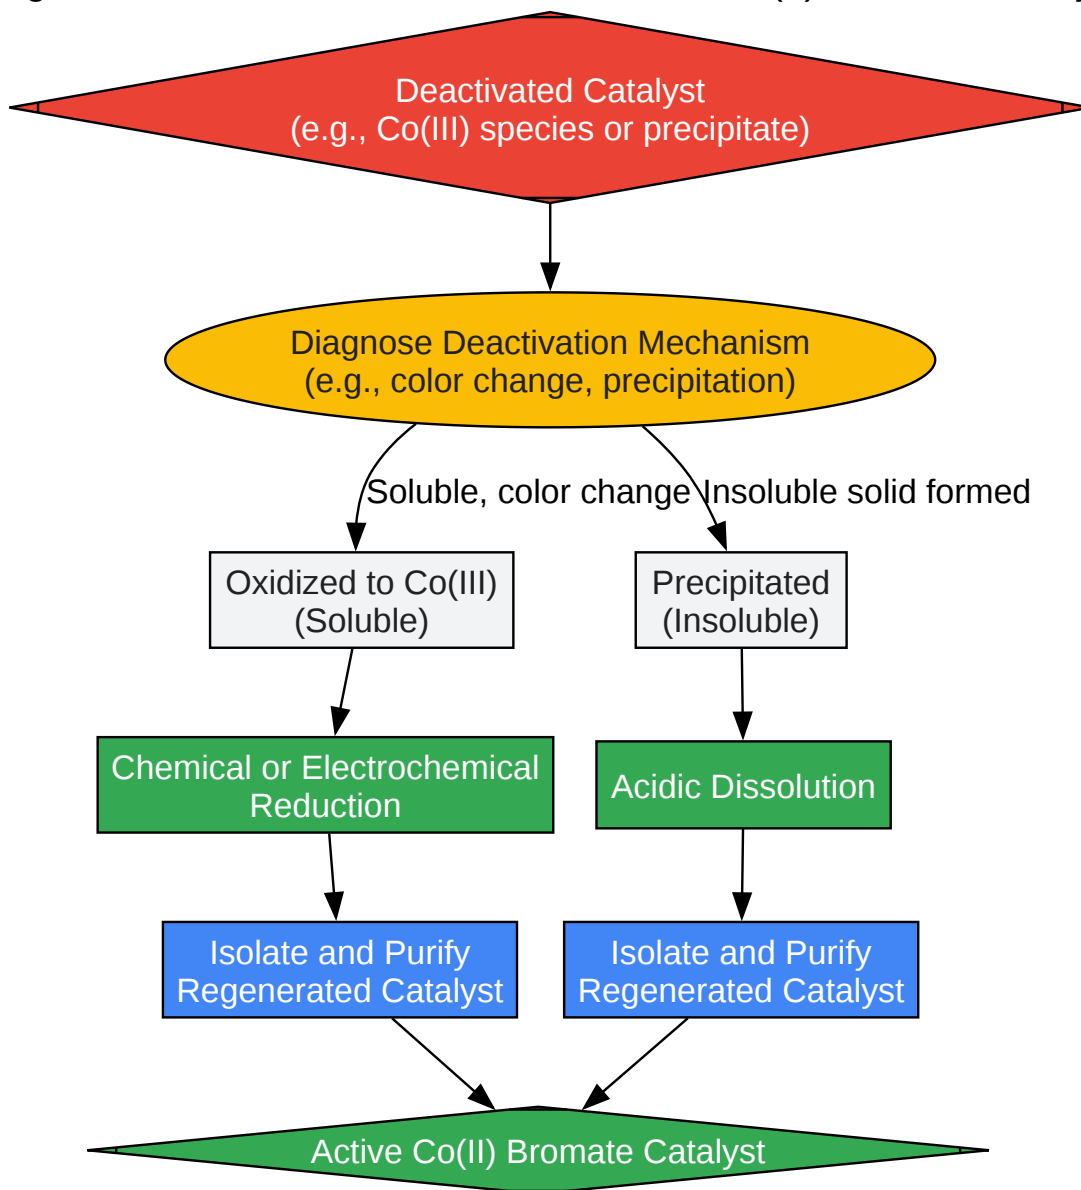 Deactivated Catalyst
(e.g., Co(III) species or precipitate)
Diagnose Deactivation Mechanism
(e.g., color change, precipitation)
Soluble, color change
Insoluble solid formed
Oxidized to Co(III)
(Soluble)
Precipitated
(Insoluble)
Chemical or Electrochemical
Reduction
Acidic Dissolution
Isolate and Purify
Regenerated Catalyst
Isolate and Purify
Regenerated Catalyst
Active Co(II) Bromate Catalyst